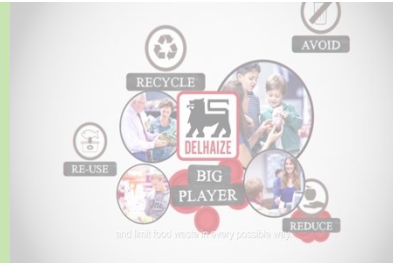 AVOID
RECYCLE
DELHAIZE
RE-USE
BIG
PLAYER
REDUCE
and limit food waste in every possible way